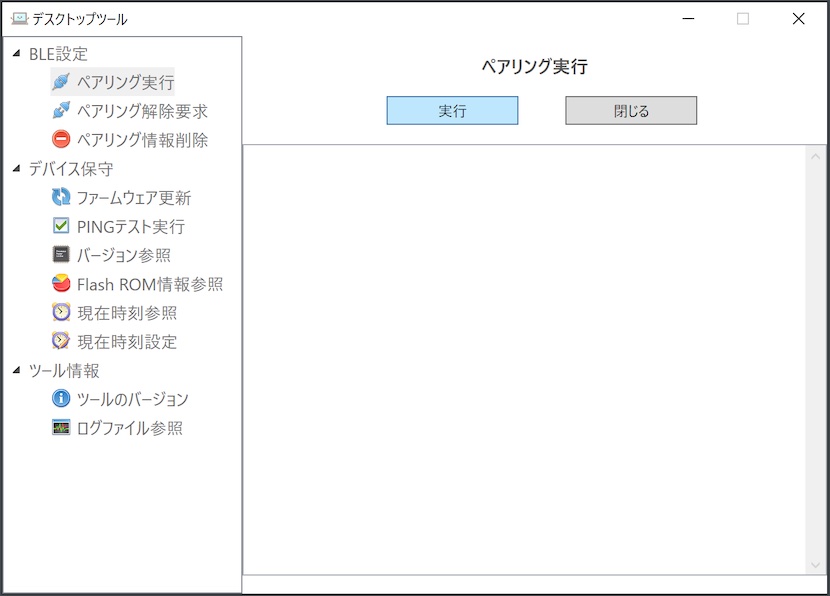 デスクトップツール
BLE設定
ペアリング実行
ペアリング解除要求
ペアリング情報削除
デバイス保守
ファームウェア更新
PINGテスト実行
バージョン参照
Flash ROM情報参照
現在時刻参照
現在時刻設定
ツール情報
ツールのバージョン
ログファイル参照
ペアリング実行
実行
閉じる